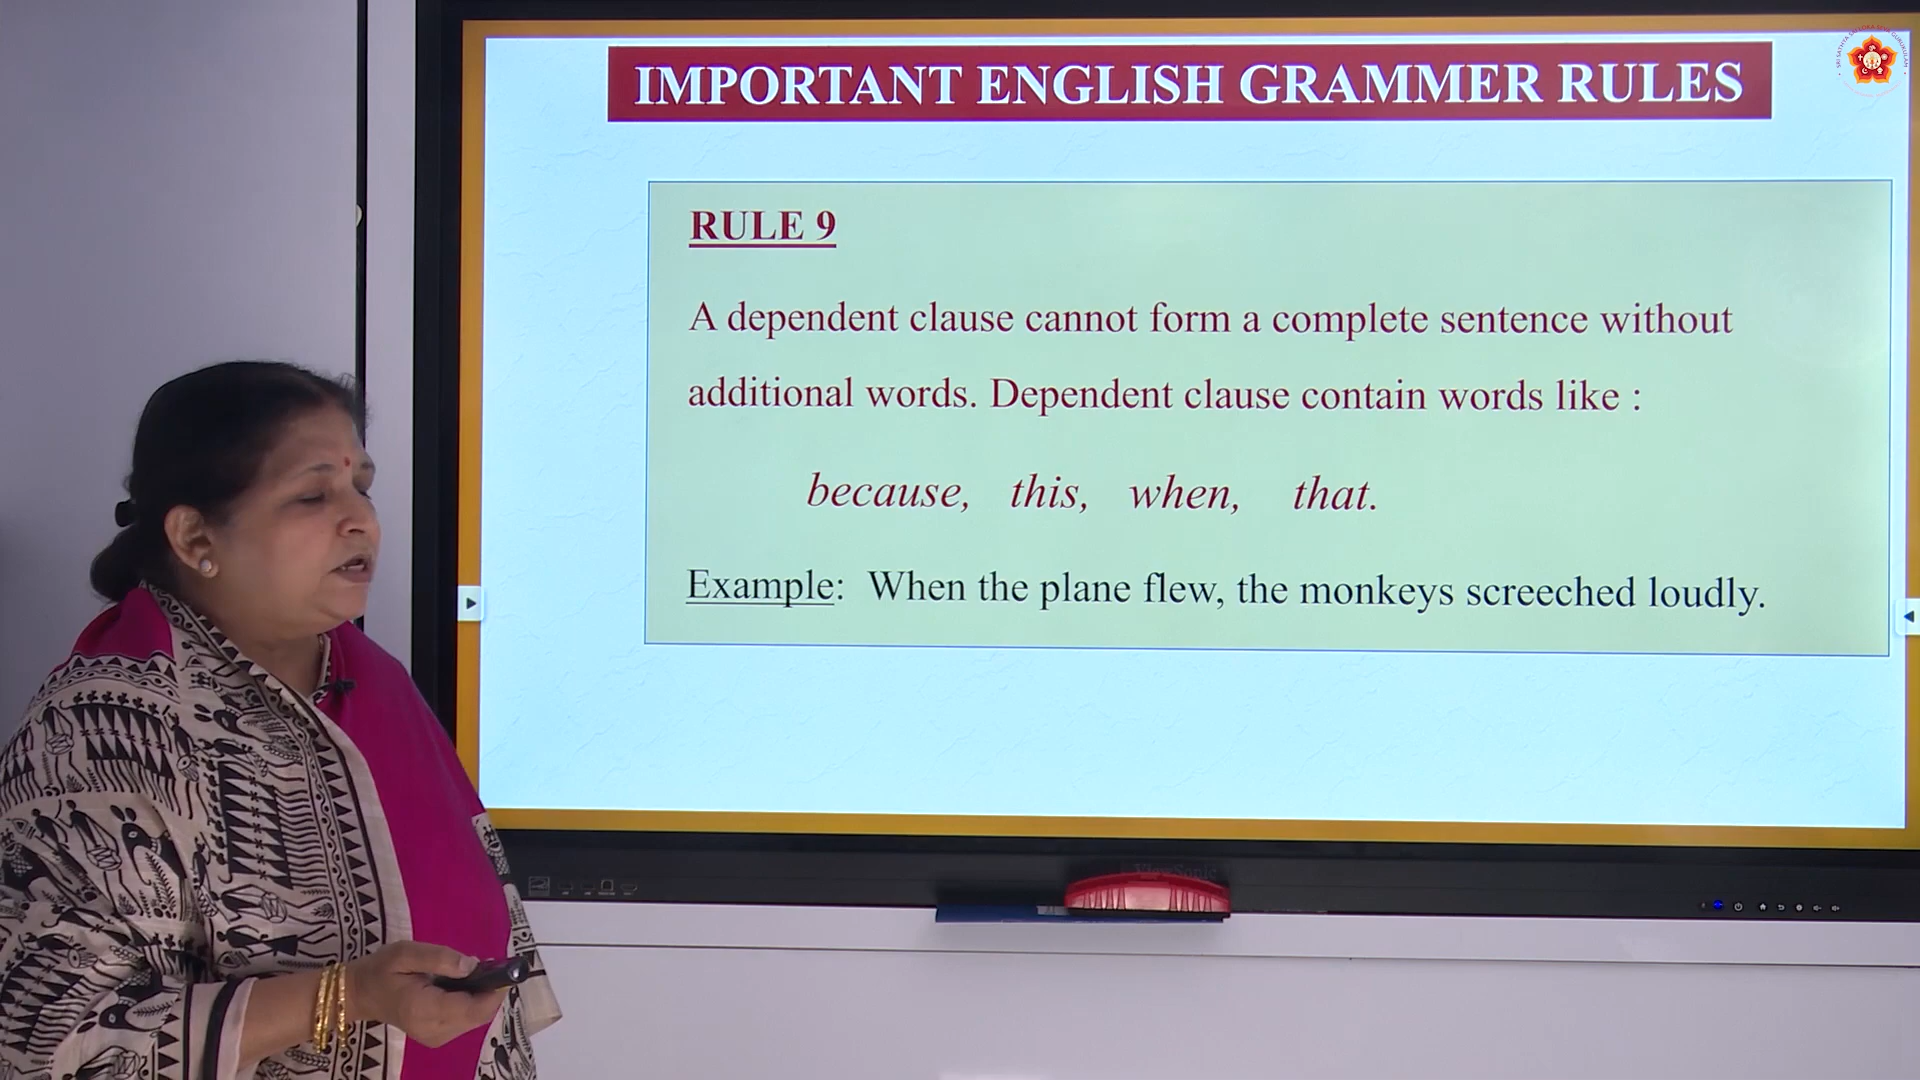 IMPORTANT ENGLISH GRAMMER RULES
RULE 9
A dependent clause cannot form a complete sentence without
additional words. Dependent clause contain words like :
because, this, when, that.
Example: When the plane flew, the monkeys screeched loudly.
ViewSonic